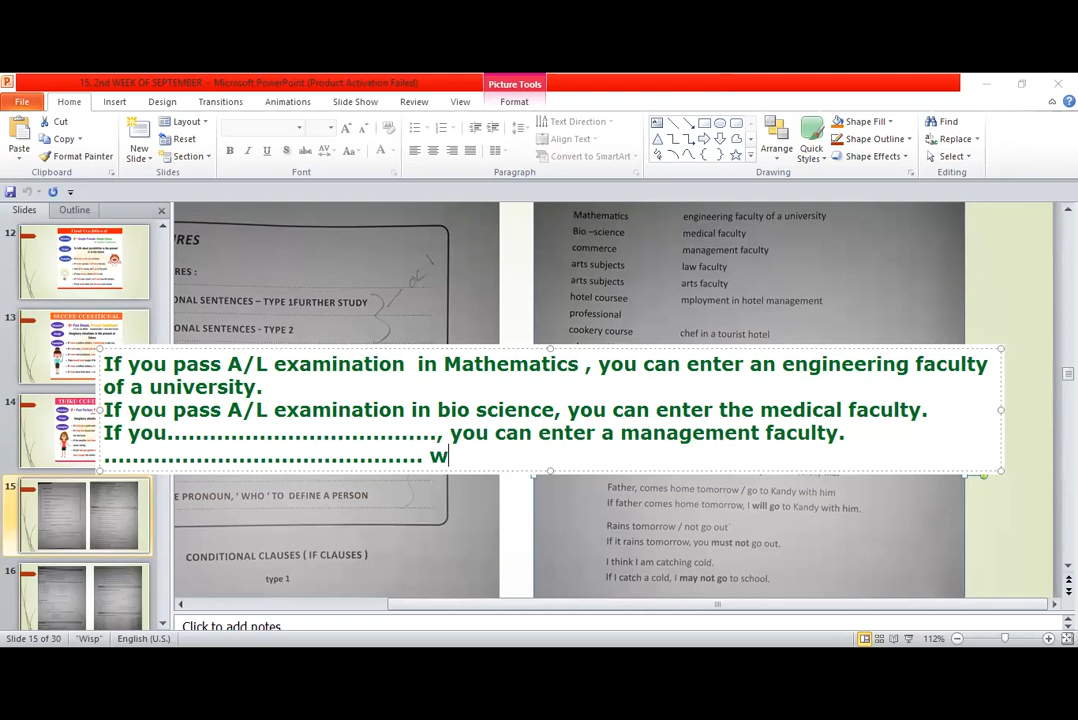 15. 2nd WEEK OF SEPTEMBER - Microsoft PowerPoint (Product Activation Failed)
Picture Tools
File Home Insert Design Transitions Animations Slide Show Review View Format
Cut
Copy
Format Painter
Paste
Clipboard
New Slide
Layout
Reset
Section
Slides
Font
Text Direction
Align Text
Convert to SmartArt
Paragraph
Arrange
Quick Styles
Shape Fill
Shape Outline
Shape Effects
Drawing
Find
Replace
Select
Editing
Slides Outline
12
13
SECOND CONDITIONAL
14
15
16
URES
RES :
ONAL SENTENCES – TYPE 1FURTHER STUDY
ONAL SENTENCES - TYPE 2
E PRONOUN, ' WHO ' TO DEFINE A PERSON
CONDITIONAL CLAUSES ( IF CLAUSES )
type 1
Mathematics engineering faculty of a university
Bio –science medical faculty
commerce management faculty
arts subjects law faculty
arts subjects arts faculty
hotel coursee mployment in hotel management
professional
cookery course chef in a tourist hotel
If you pass A/L examination in Mathematics , you can enter an engineering faculty
of a university.
If you pass A/L examination in bio science, you can enter the medical faculty.
If you......................................, you can enter a management faculty.
............................................. w
Father, comes home tomorrow / go to Kandy with him
If father comes home tomorrow, I will go to Kandy with him.
Rains tomorrow / not go out
If it rains tomorrow, you must not go out.
I think I am catching cold.
If I catch a cold, I may not go to school.
Click to add notes
Slide 15 of 30 "Wisp" English (U.S.) 112%